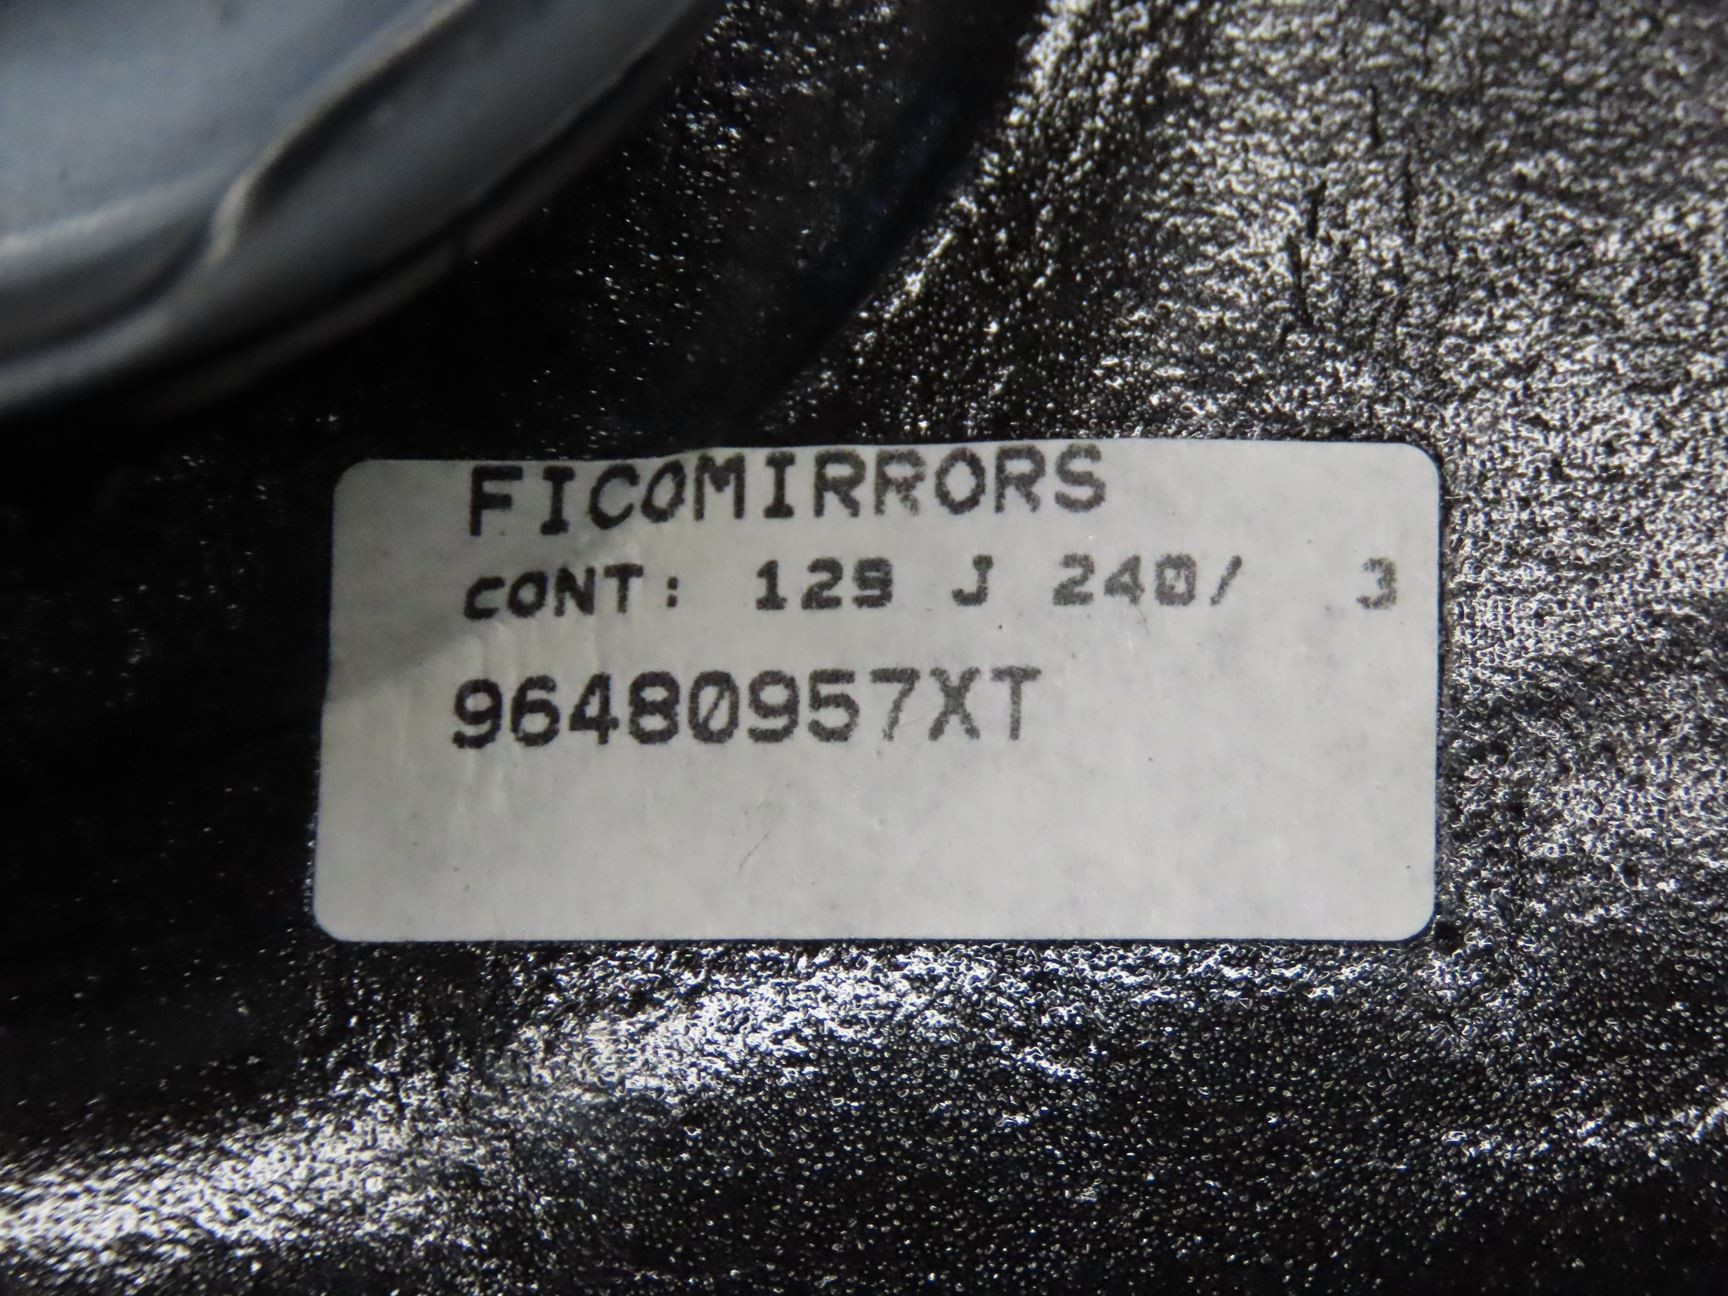 FICOMIRRORS
CONT: 129 J 240/ 3
96480957XT